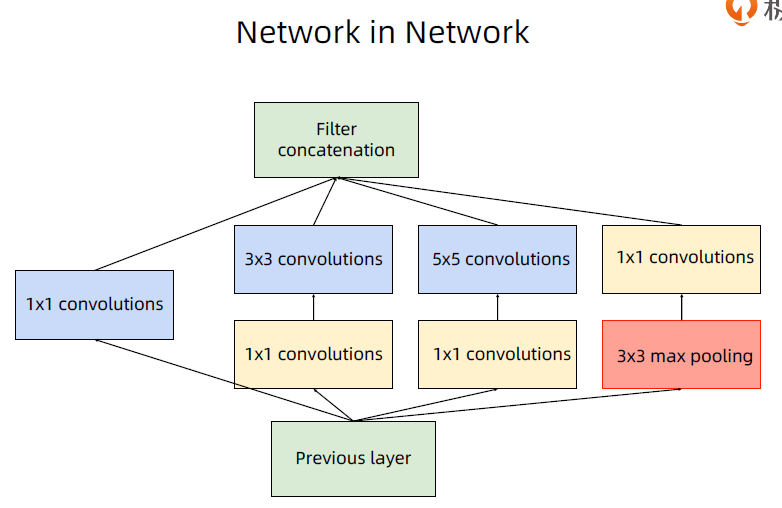 Network in Network
Filter
concatenation
3x3 convolutions
5x5 convolutions
1x1 convolutions
1x1 convolutions
1x1 convolutions
1x1 convolutions
3x3 max pooling
Previous layer